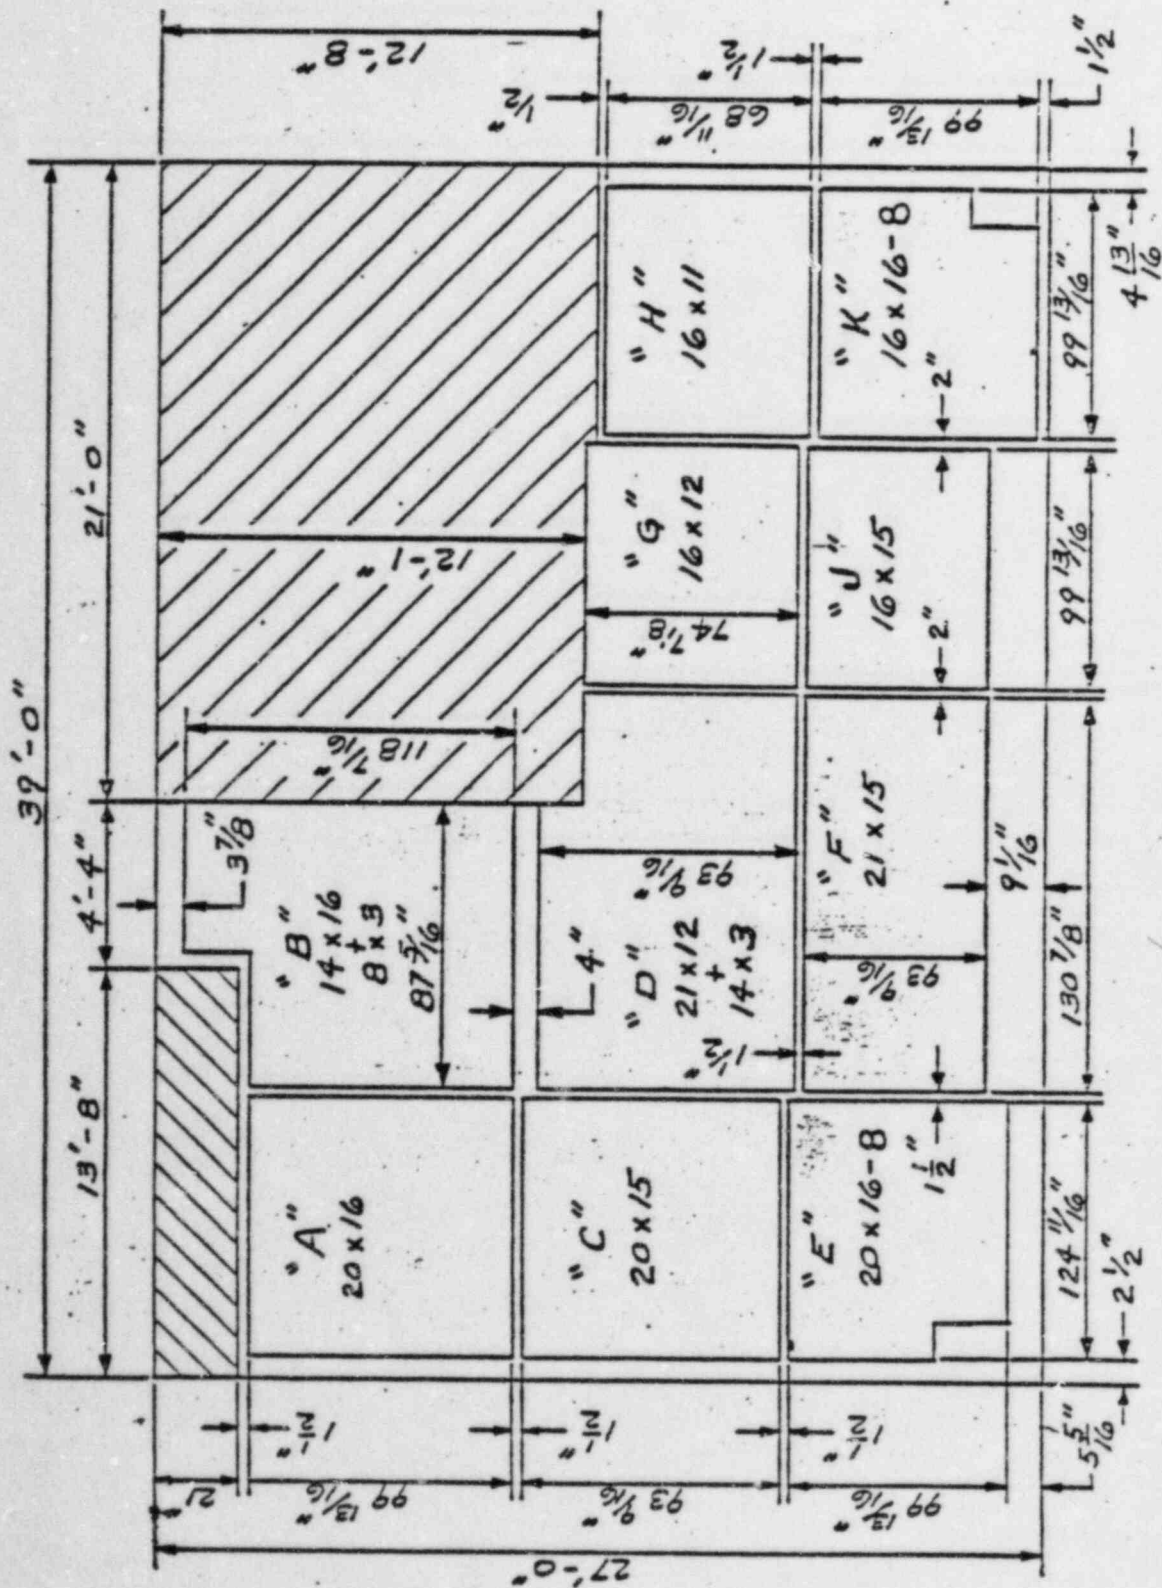 39'-0"
13'-8"
4'-4"
21'-0"
12'-8"
12'-1"
3 7/8"
118 7/16"
1/2"
68 11/16"
1 1/2"
99 13/16"
1 1/2"
"A"
20 x 16
"B"
14 x 16
+
8 x 3
87 5/16"
"C"
20 x 15
4"
"D"
21 x 12
+
14 x 3
93 9/16"
1 1/2"
"G"
16 x 12
74 7/8"
"H"
16 x 11
"E"
20 x 16-8
1 1/2"
"F"
21 x 15
93 9/16"
9 1/16"
2"
"J"
16 x 15
2"
"K"
16 x 16-8
27'-0"
21"
1 1/2"
99 13/16"
1 1/2"
93 9/16"
1 1/2"
99 13/16"
5 5/16"
2 1/2"
124 11/16"
130 7/8"
99 13/16"
99 13/16"
4 13/16"